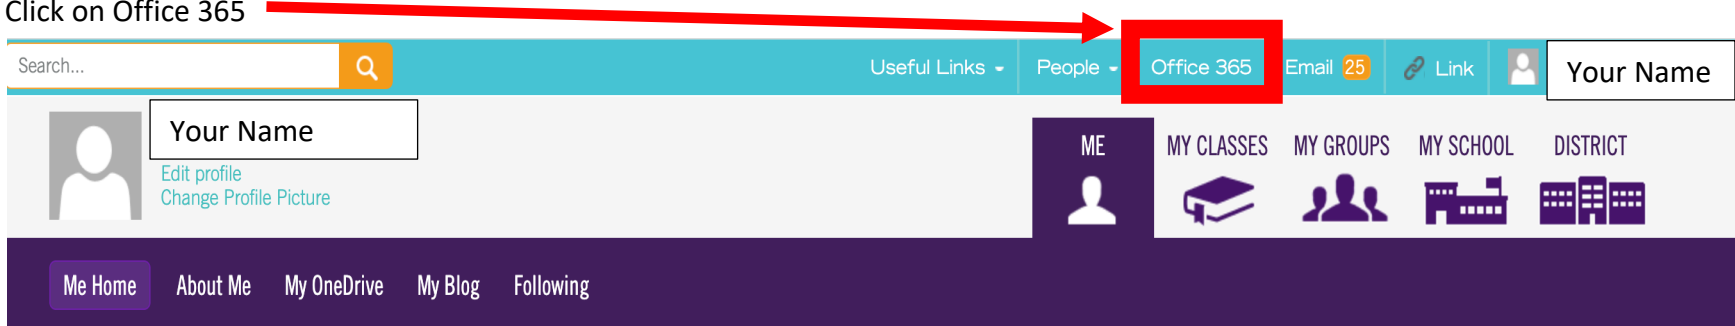 Click on Office 365
Search...
Useful Links
People
Office 365
Email 25
Link
Your Name
Your Name
Edit profile
Change Profile Picture
ME
MY CLASSES
MY GROUPS
MY SCHOOL
DISTRICT
Me Home
About Me
My OneDrive
My Blog
Following